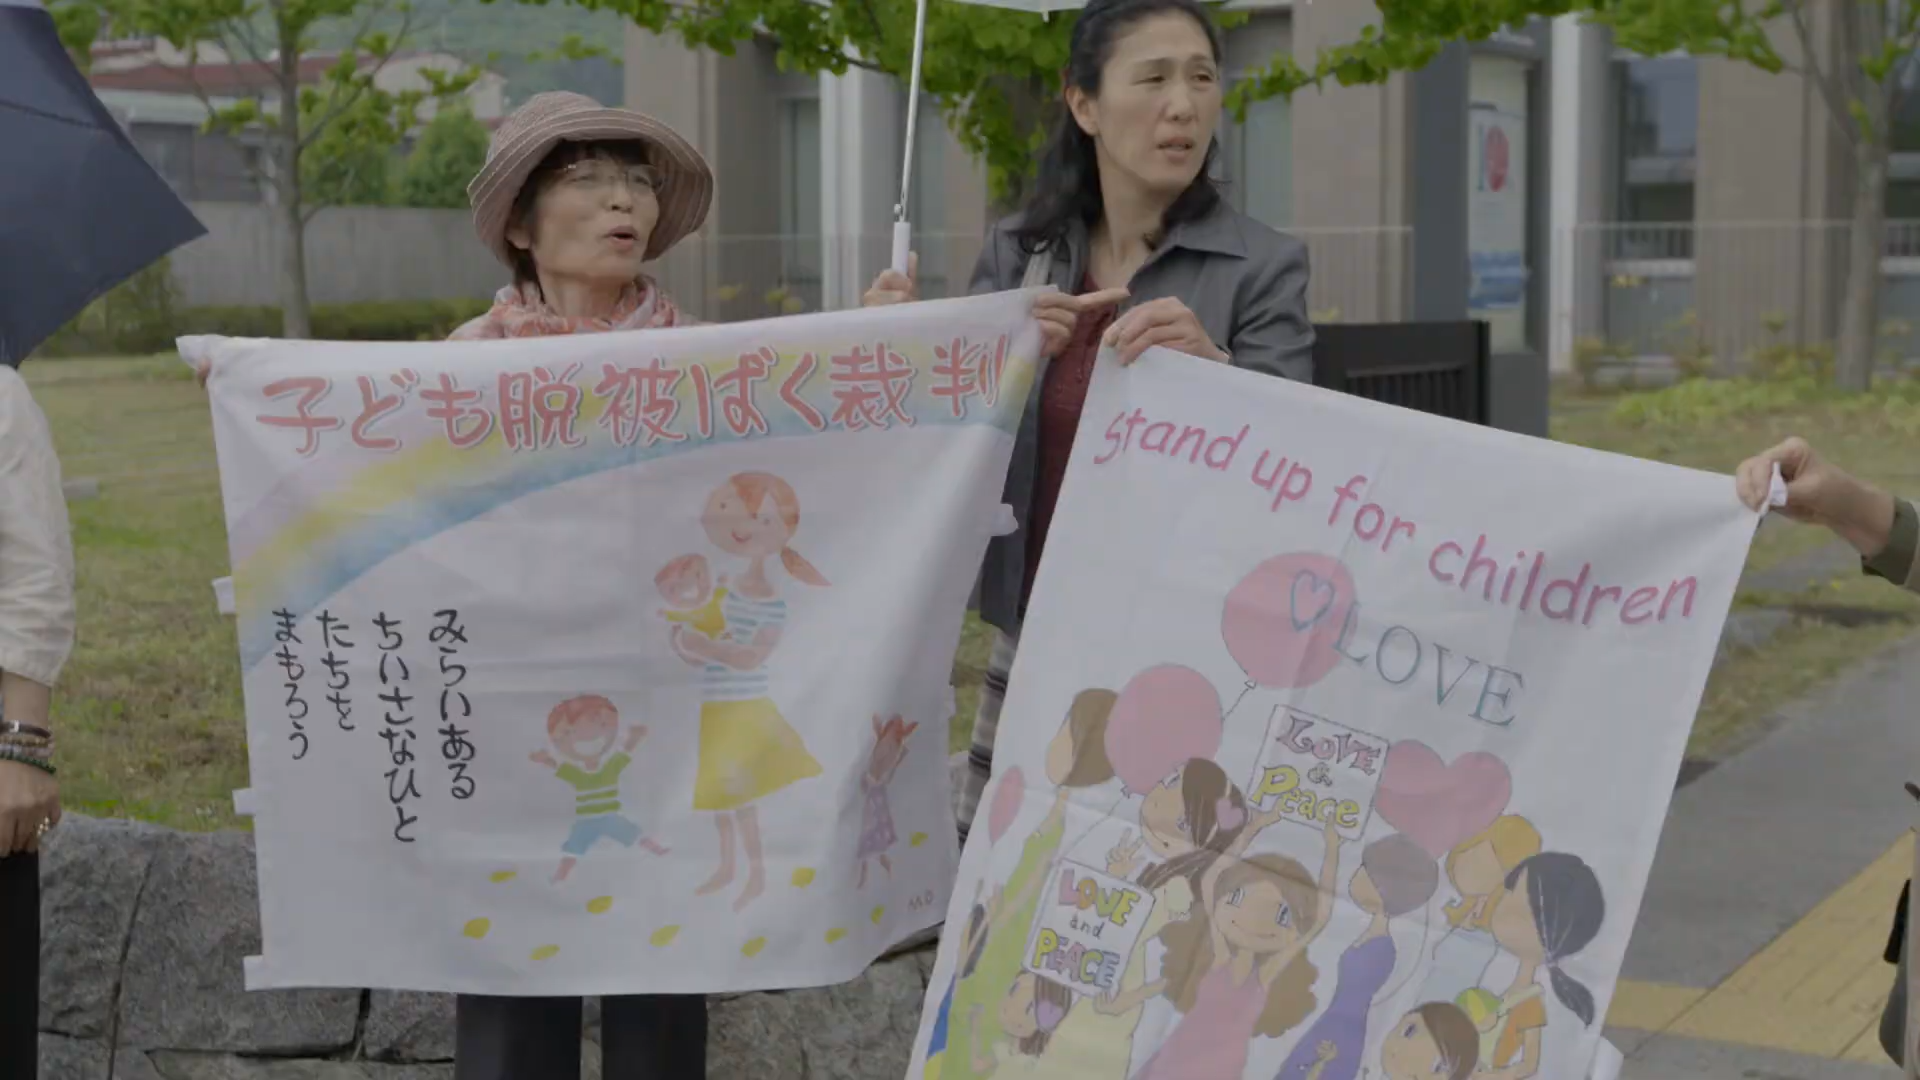 子ども脱被ばく裁判
みらいある
ちいさなひと
たちを
まもろう
M.O
stand up for children
LOVE
LOVE
&
Peace
LOVE
and
PEACE